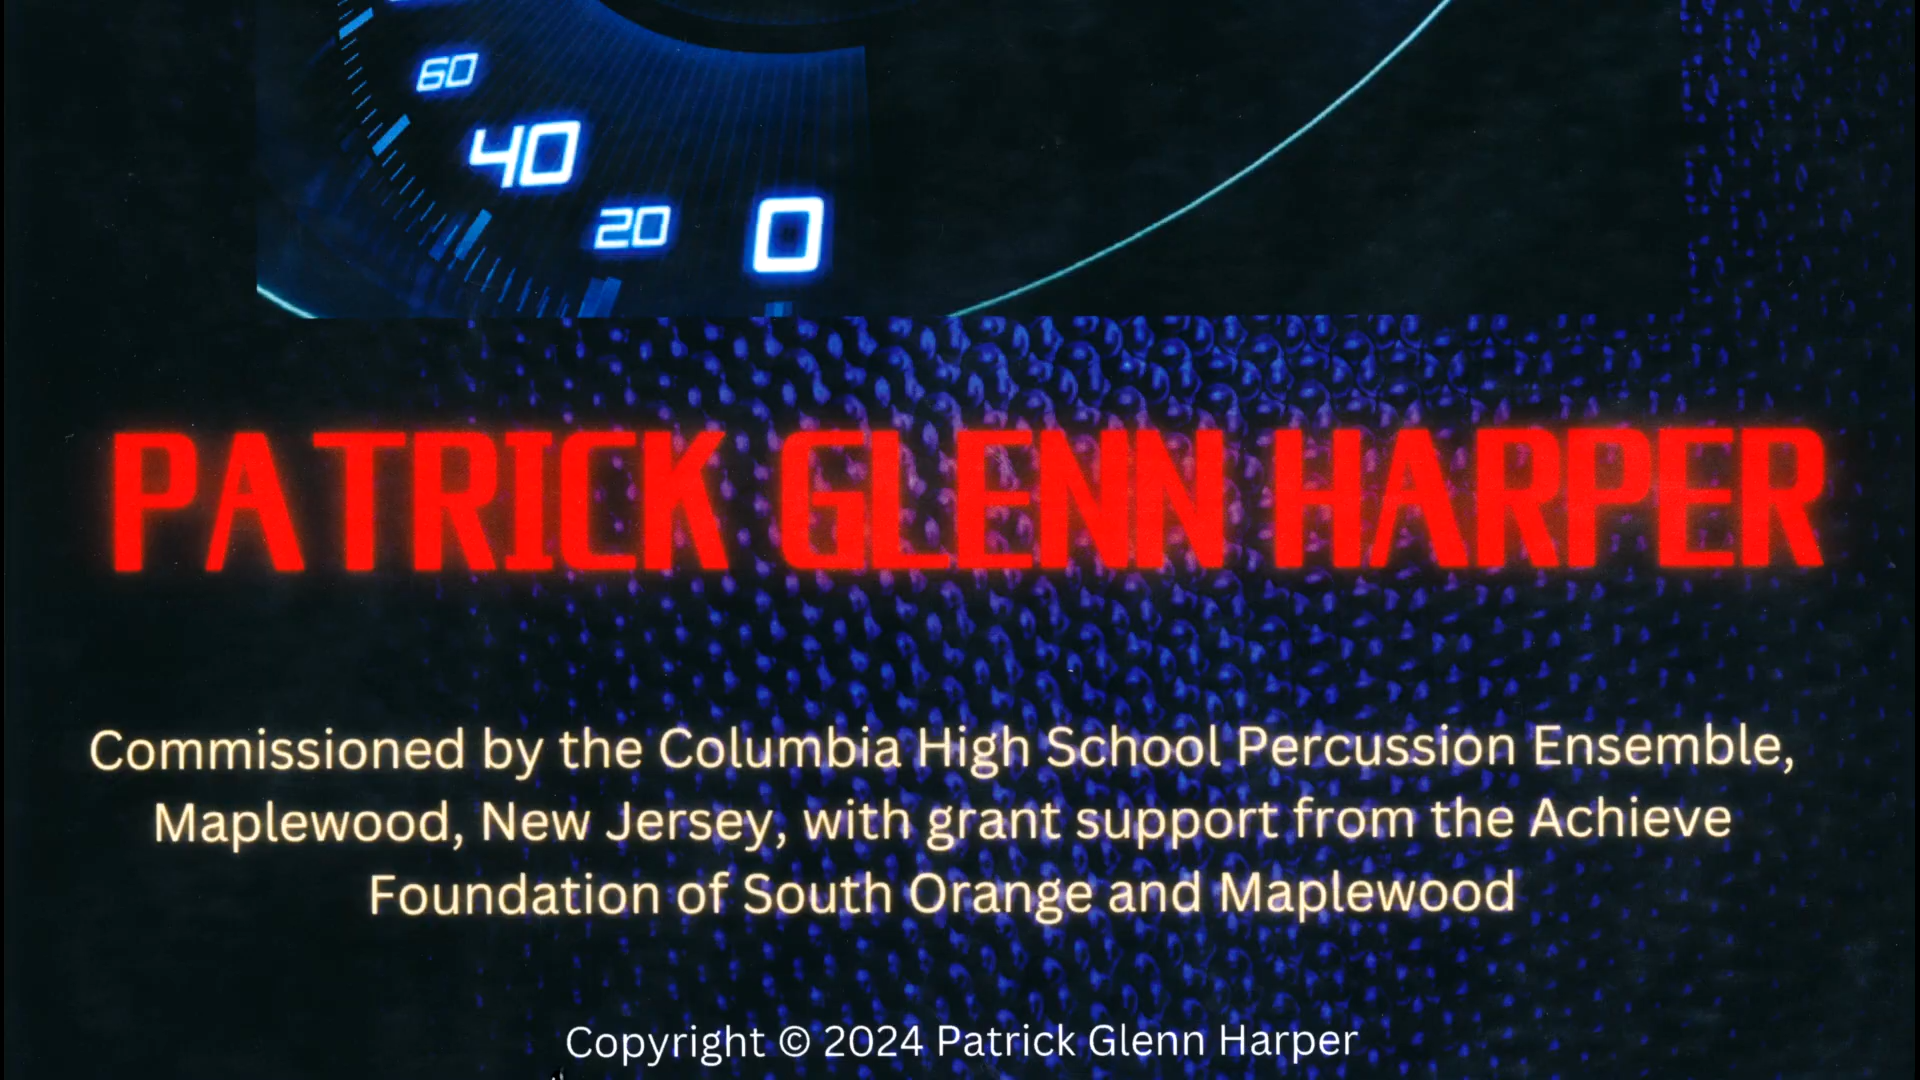 60
40
20
0
PATRICK GLENN HARPER
Commissioned by the Columbia High School Percussion Ensemble,
Maplewood, New Jersey, with grant support from the Achieve
Foundation of South Orange and Maplewood
Copyright © 2024 Patrick Glenn Harper